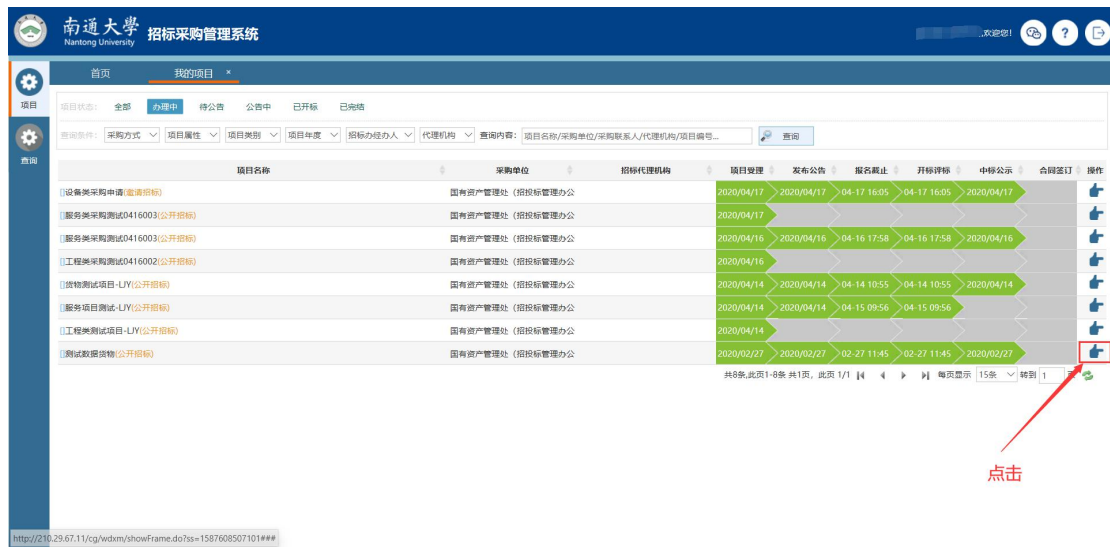 南通大學 招标采购管理系统
Nantong University
,欢迎您!
?
首页 我的项目 ×
项目
查询
项目状态: 全部 办理中 待公告 公告中 已开标 已完结
查询条件: 采购方式 项目属性 项目类别 项目年度 招标办经办人 代理机构 查询内容: 项目名称/采购单位/采购联系人/代理机构/项目编号... 查询
项目名称 采购单位 招标代理机构 项目受理 发布公告 报名截止 开标评标 中标公示 合同签订 操作
[]设备类采购申请(邀请招标) 国有资产管理处(招投标管理办公 2020/04/17 2020/04/17 04-17 16:05 04-17 16:05 2020/04/17
[]服务类采购测试0416003(公开招标) 国有资产管理处(招投标管理办公 2020/04/17
[]服务类采购测试0416003(公开招标) 国有资产管理处(招投标管理办公 2020/04/16 2020/04/16 04-16 17:58 04-16 17:58 2020/04/16
[]工程类采购测试0416002(公开招标) 国有资产管理处(招投标管理办公 2020/04/16
[]货物测试项目-LJY(公开招标) 国有资产管理处(招投标管理办公 2020/04/14 2020/04/14 04-14 10:55 04-14 10:55 2020/04/14
[]服务项目测试-LJY(公开招标) 国有资产管理处(招投标管理办公 2020/04/14 2020/04/14 04-15 09:56 04-15 09:56
[]工程类测试项目-LJY(公开招标) 国有资产管理处(招投标管理办公 2020/04/14
[]测试数据货物(公开招标) 国有资产管理处(招投标管理办公 2020/02/27 2020/02/27 02-27 11:45 02-27 11:45 2020/02/27
共8条,此页1-8条 共1页, 此页 1/1 每页显示 15条 转到 1 页
点击
http://210.29.67.11/cg/wdxm/showFrame.do?ss=1587608507101###